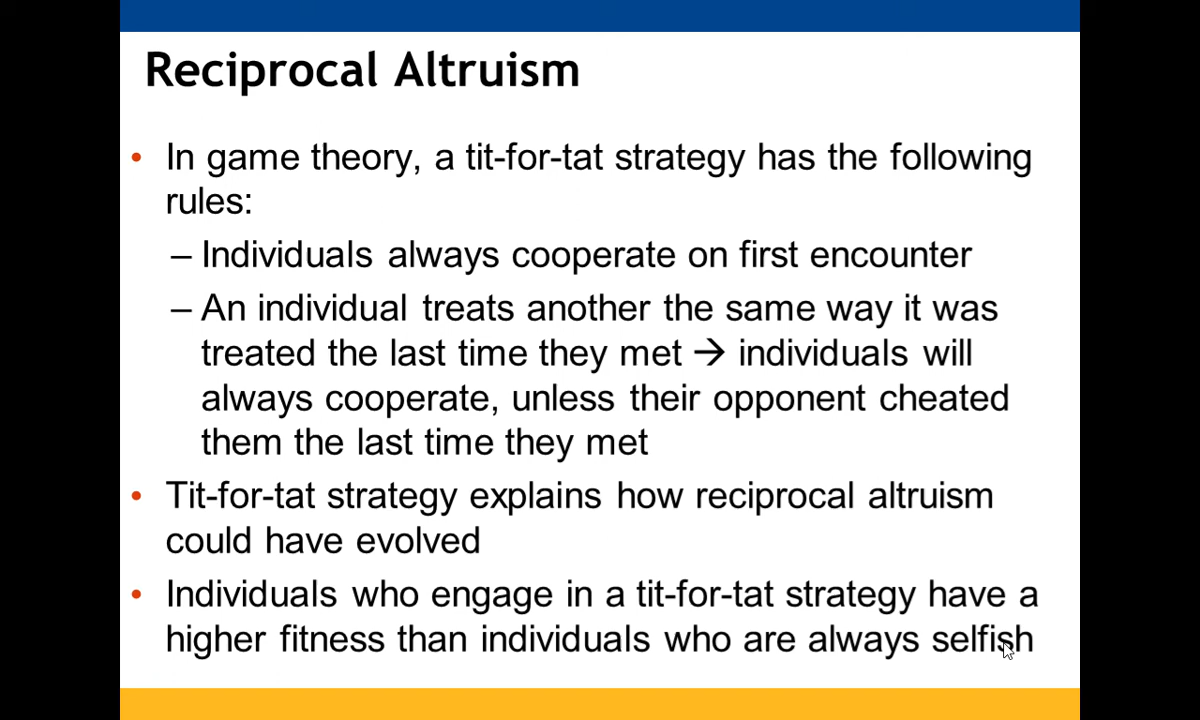 Reciprocal Altruism
• In game theory, a tit-for-tat strategy has the following
rules:
– Individuals always cooperate on first encounter
– An individual treats another the same way it was
treated the last time they met → individuals will
always cooperate, unless their opponent cheated
them the last time they met
• Tit-for-tat strategy explains how reciprocal altruism
could have evolved
• Individuals who engage in a tit-for-tat strategy have a
higher fitness than individuals who are always selfish